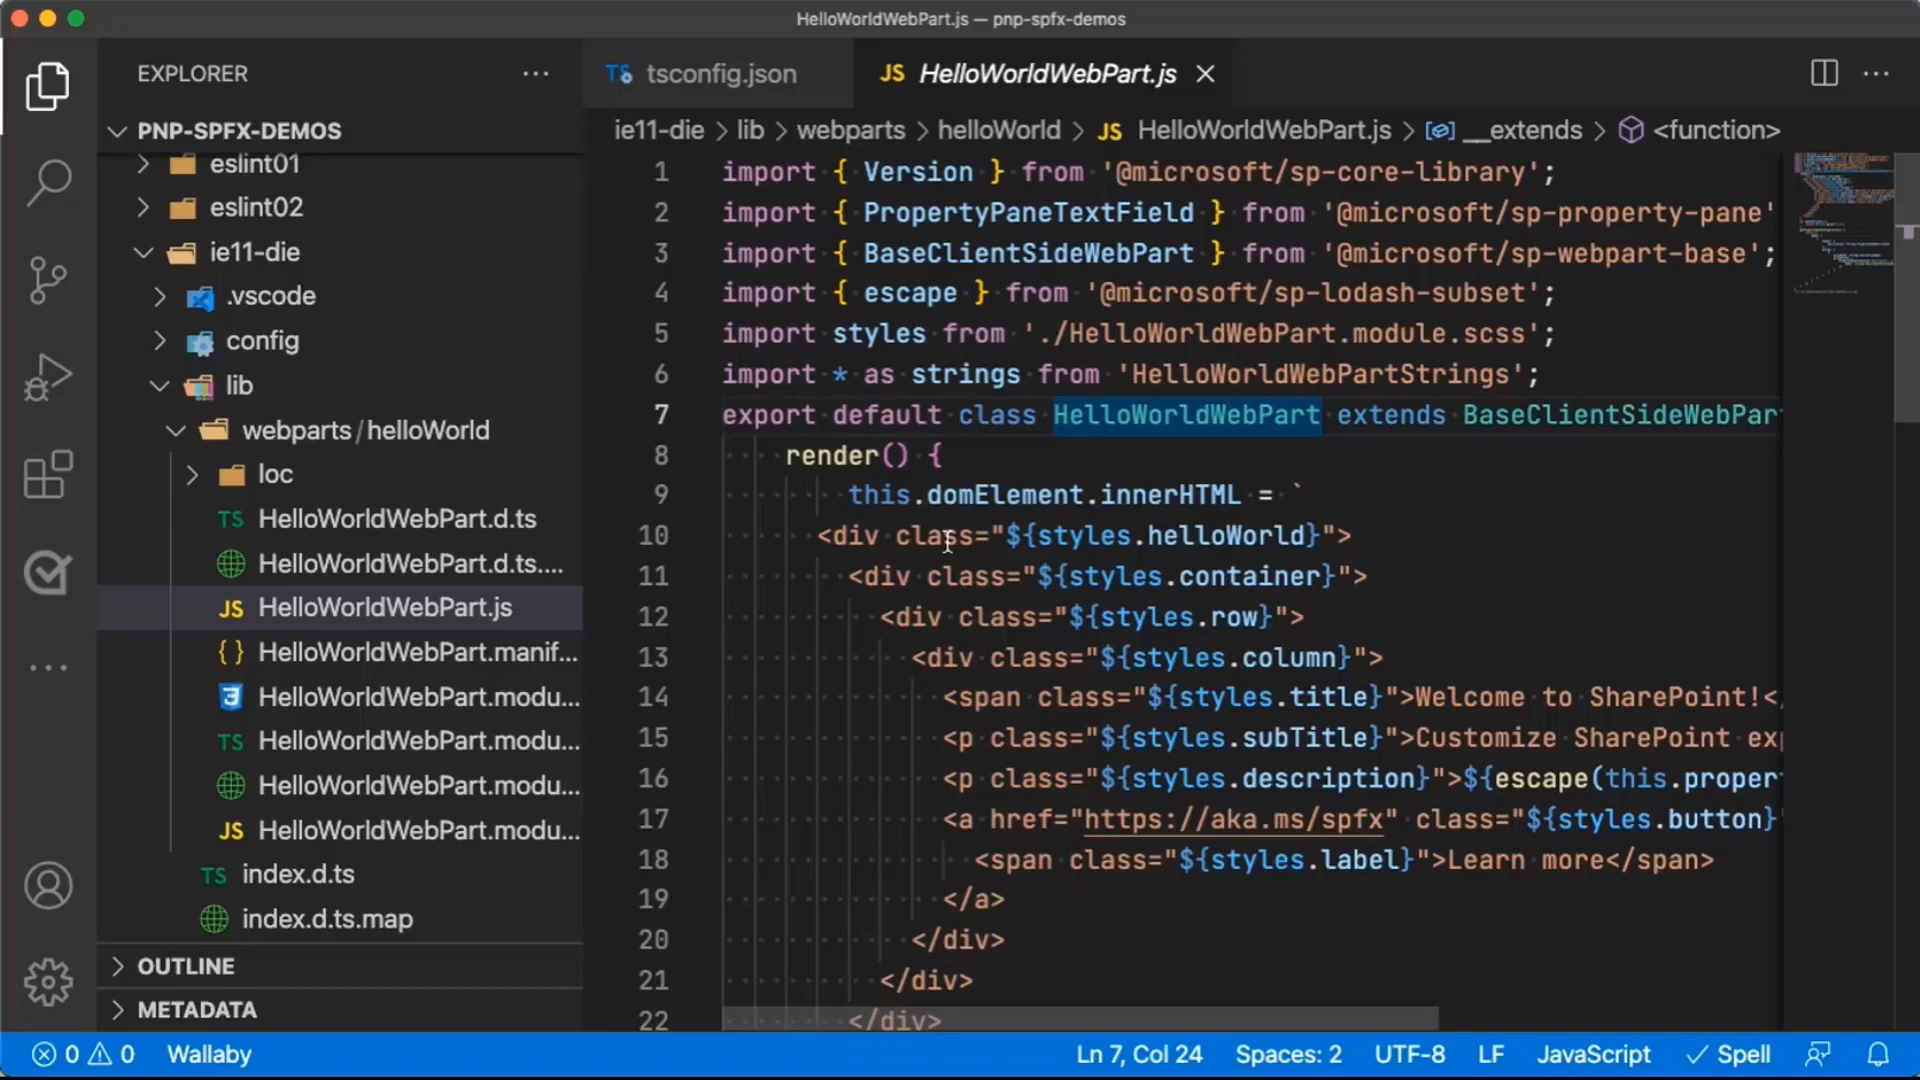 HelloWorldWebPart.js — pnp-spfx-demos
EXPLORER
PNP-SPFX-DEMOS
eslint01
eslint02
ie11-die
.vscode
config
lib
webparts / helloWorld
loc
TS HelloWorldWebPart.d.ts
HelloWorldWebPart.d.ts....
JS HelloWorldWebPart.js
{ } HelloWorldWebPart.manif...
HelloWorldWebPart.modu...
TS HelloWorldWebPart.modu...
HelloWorldWebPart.modu...
JS HelloWorldWebPart.modu...
TS index.d.ts
index.d.ts.map
OUTLINE
METADATA
TS tsconfig.json
JS HelloWorldWebPart.js
ie11-die > lib > webparts > helloWorld > JS HelloWorldWebPart.js > __extends > <function>
1 import { Version } from '@microsoft/sp-core-library';
2 import { PropertyPaneTextField } from '@microsoft/sp-property-pane'
3 import { BaseClientSideWebPart } from '@microsoft/sp-webpart-base';
4 import { escape } from '@microsoft/sp-lodash-subset';
5 import styles from './HelloWorldWebPart.module.scss';
6 import * as strings from 'HelloWorldWebPartStrings';
7 export default class HelloWorldWebPart extends BaseClientSideWebPar
8 render() {
9 this.domElement.innerHTML = `
10 <div class="${styles.helloWorld}">
11 <div class="${styles.container}">
12 <div class="${styles.row}">
13 <div class="${styles.column}">
14 <span class="${styles.title}">Welcome to SharePoint!</
15 <p class="${styles.subTitle}">Customize SharePoint exp
16 <p class="${styles.description}">${escape(this.proper
17 <a href="https://aka.ms/spfx" class="${styles.button}
18 <span class="${styles.label}">Learn more</span>
19 </a>
20 </div>
21 </div>
22 </div>
0 0 Wallaby Ln 7, Col 24 Spaces: 2 UTF-8 LF JavaScript Spell